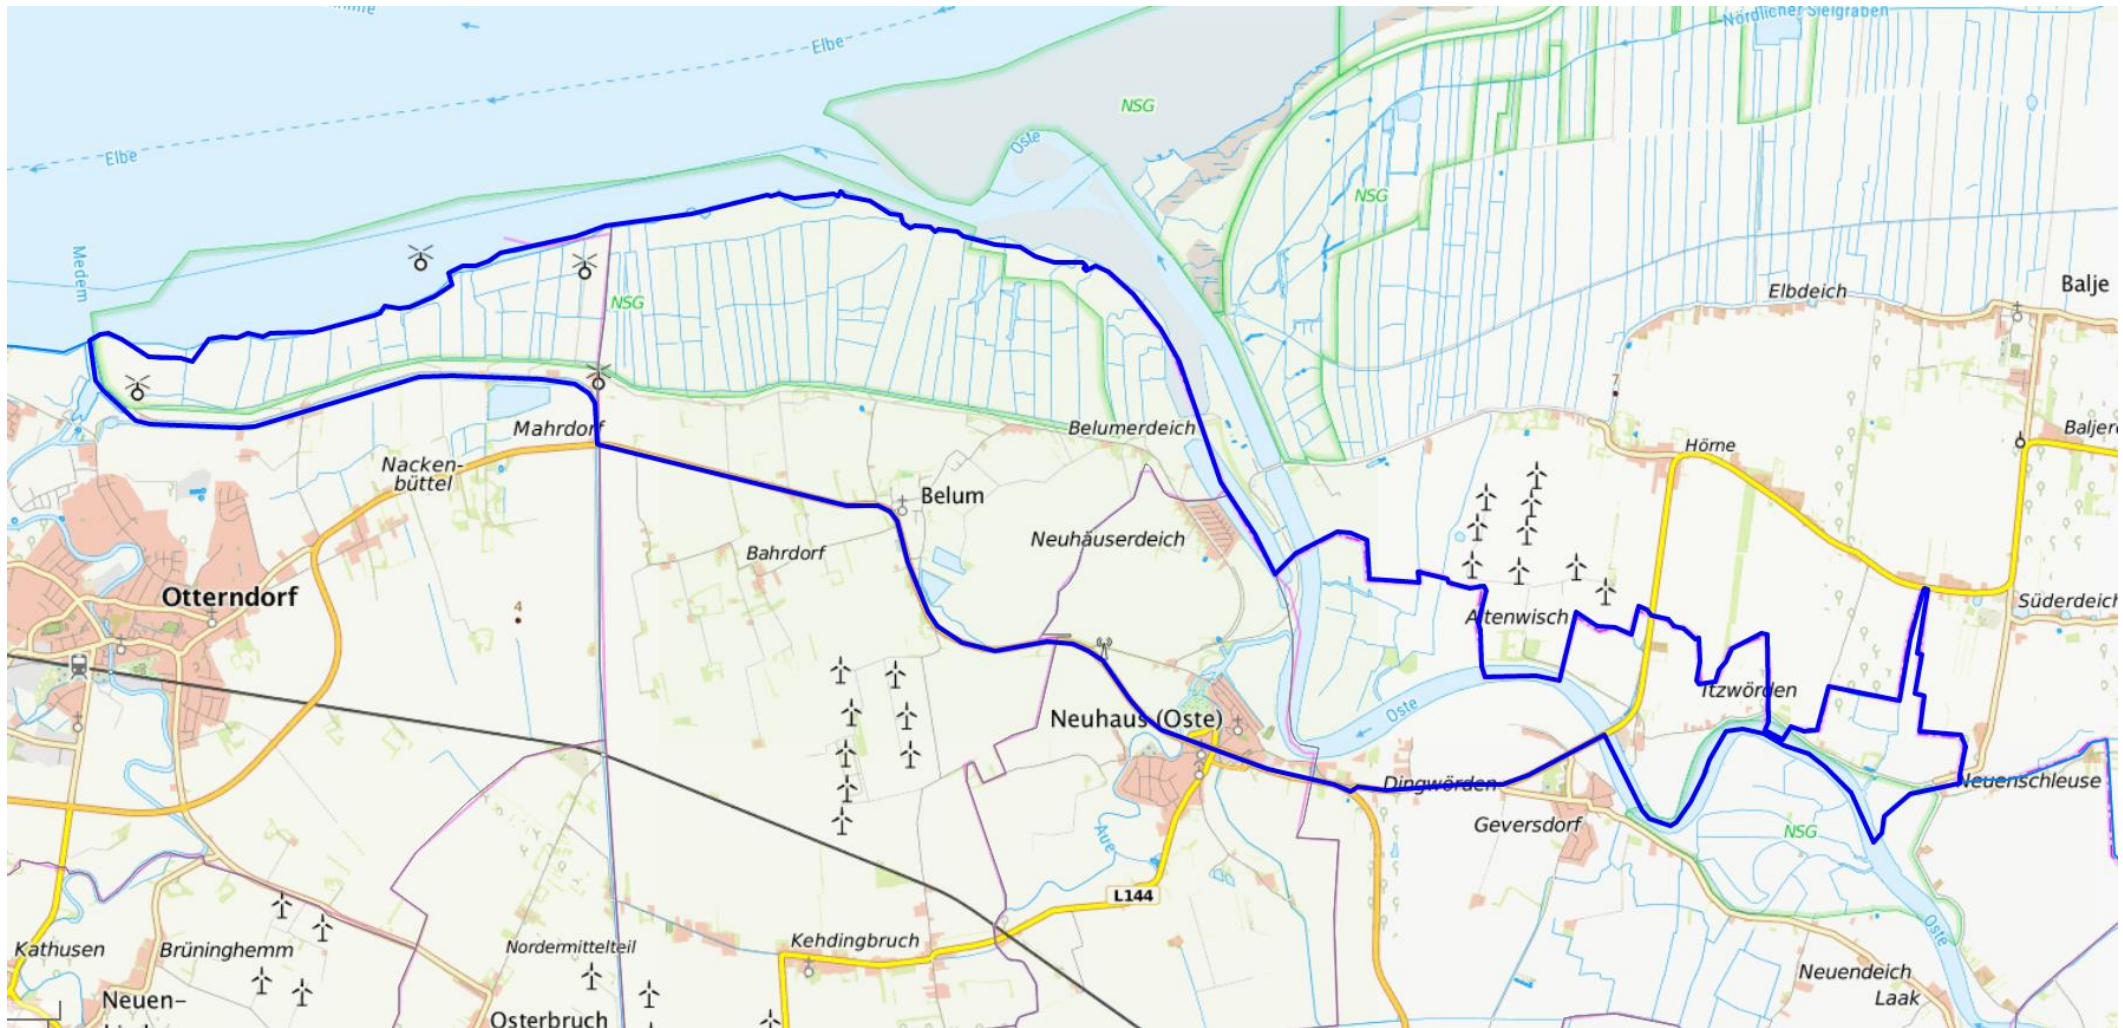 Nördlicher Sielgraben
Elbe
NSG
Oste
Elbe
NSG
Medem
NSG
Elbdeich
Balje
7
Mahrdorf
Belumerdeich
Hörne
Nacken-
büttel
Belum
Neuhäuserdeich
Bahrdorf
Otterndorf
4
Altenwisch
Süderdeich
Itzwörden
Oste
Neuhaus (Oste)
Dingwörden
Neuenschleuse
Geversdorf
NSG
Aue
L144
Oste
Kathusen
Brüninghemm
Nordermittelteil
Kehdingbruch
Neuendeich
Laak
Neuen-
Osterbruch